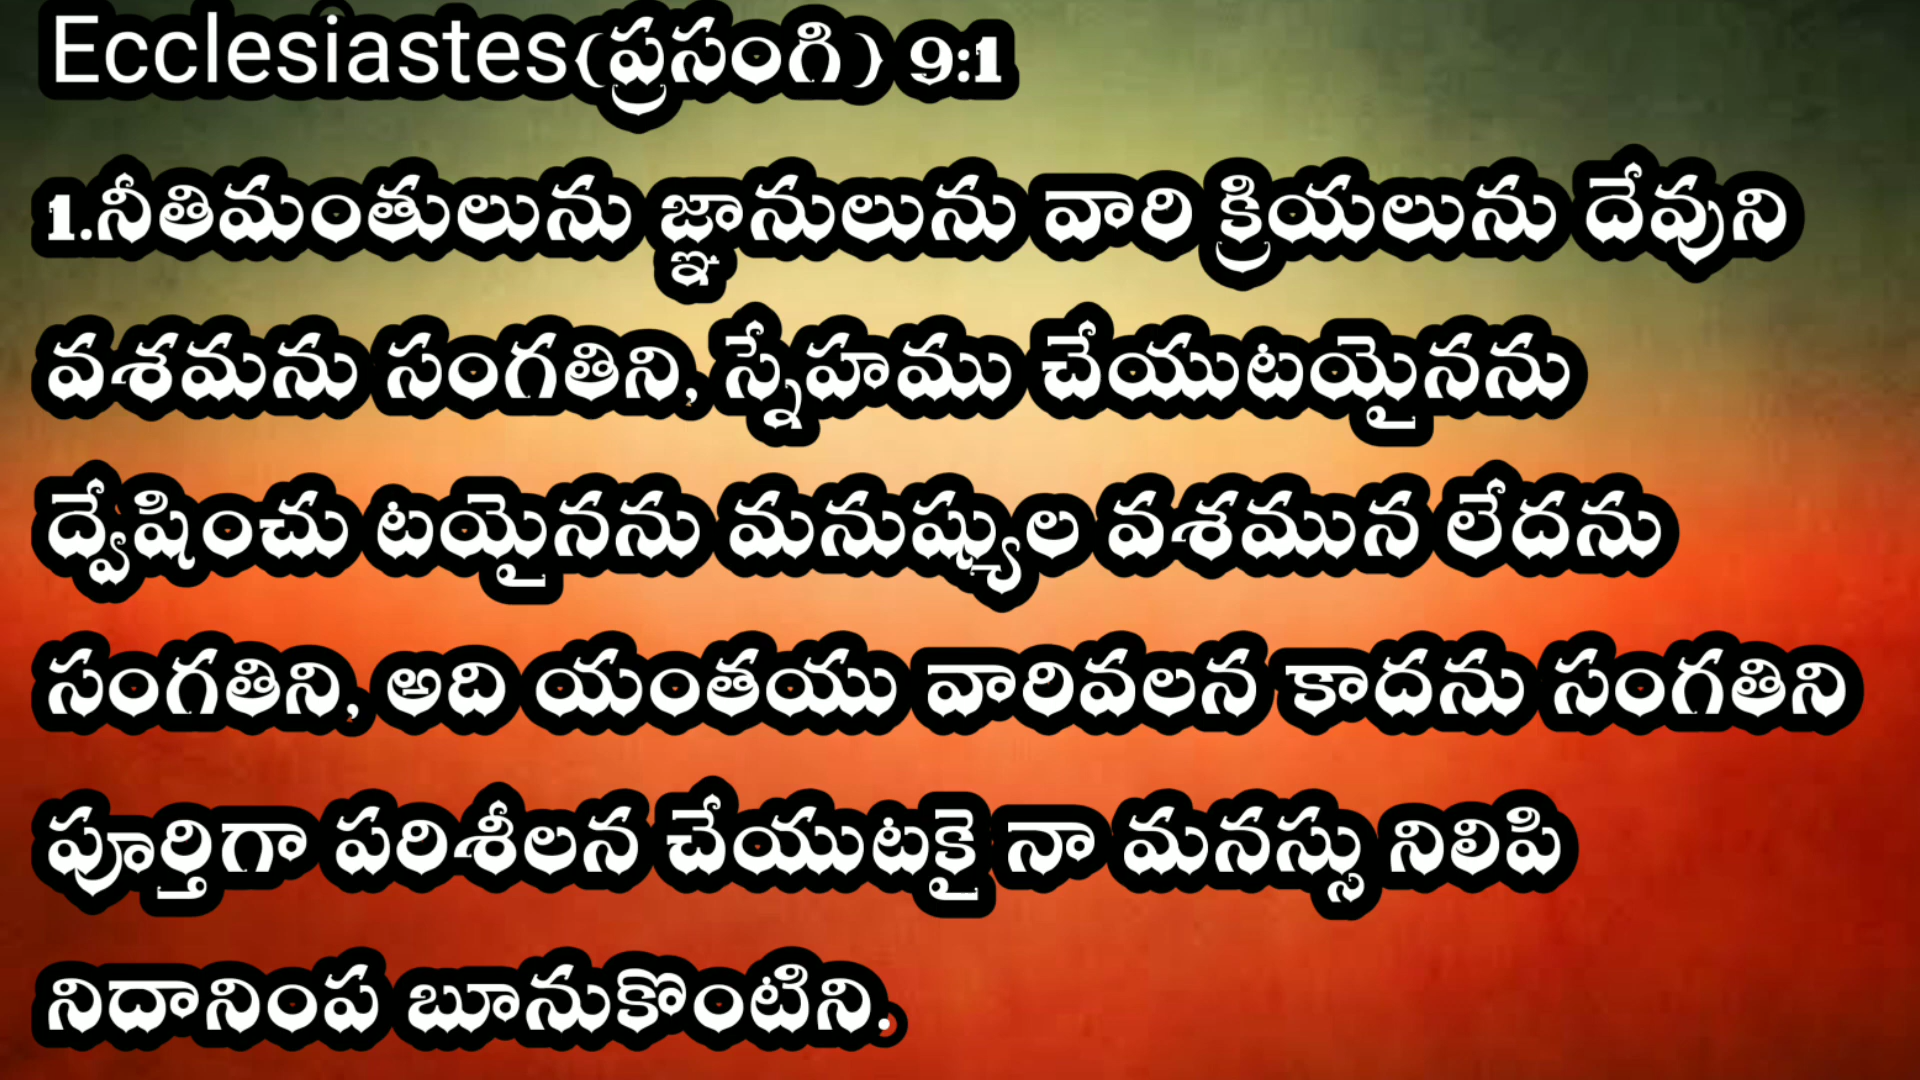 Ecclesiastes(ప్రసంగి) 9:1
1.నీతిమంతులును జ్ఞానులును వారి క్రియలును దేవుని
వశమను సంగతిని, స్నేహము చేయుటయైనను
ద్వేషించు టయైనను మనుష్యుల వశమున లేదను
సంగతిని, అది యంతయు వారివలన కాదను సంగతిని
పూర్తిగా పరిశీలన చేయుటకై నా మనస్సు నిలిపి
నిదానింప బూనుకొంటిని.